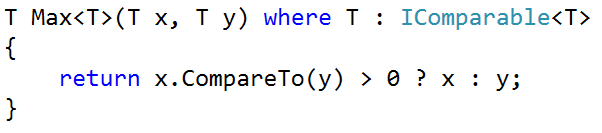 T Max<T>(T x, T y) where T : IComparable<T>
{
    return x.CompareTo(y) > 0 ? x : y;
}